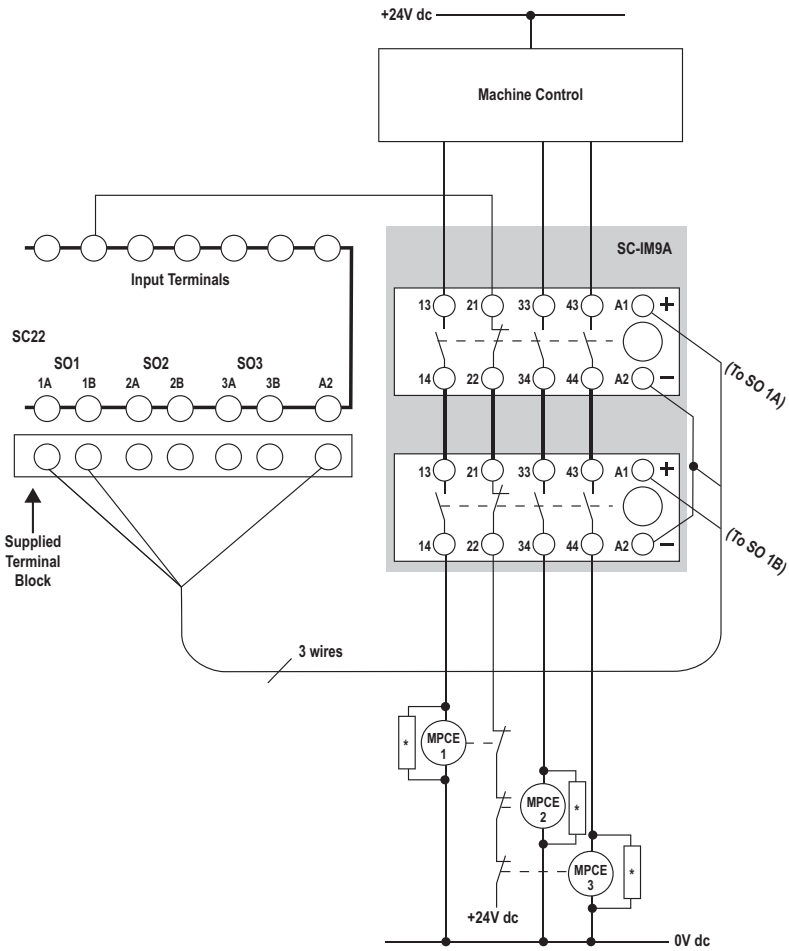 +24V dc
Machine Control
SC-IM9A
Input Terminals
13 21 33 43 A1 +
SC22
SO1 SO2 SO3
1A 1B 2A 2B 3A 3B A2
14 22 34 44 A2 −
(To SO 1A)
13 21 33 43 A1 +
Supplied
Terminal
Block
14 22 34 44 A2 −
(To SO 1B)
3 wires
*
MPCE
1
MPCE
2
*
MPCE
3
*
+24V dc
0V dc